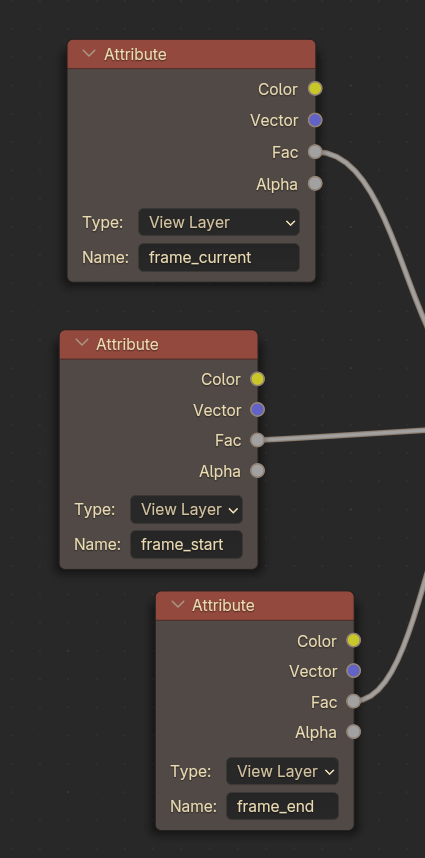 Attribute
Color
Vector
Fac
Alpha
Type: View Layer
Name: frame_current
Attribute
Color
Vector
Fac
Alpha
Type: View Layer
Name: frame_start
Attribute
Color
Vector
Fac
Alpha
Type: View Layer
Name: frame_end